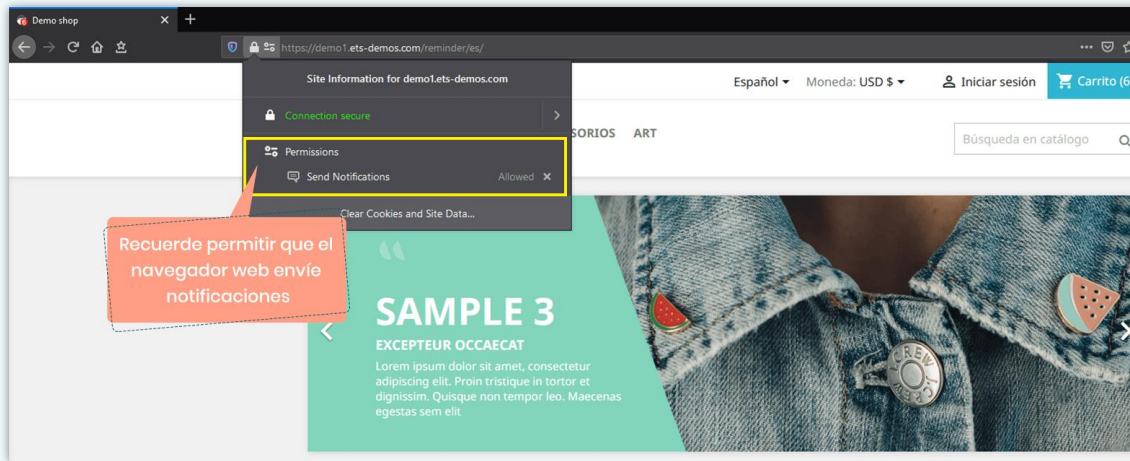 Demo shop
https://demo1.ets-demos.com/reminder/es/
Site Information for demo1.ets-demos.com
Connection secure
Permissions
Send Notifications Allowed
Clear Cookies and Site Data...
Español Moneda: USD $ Iniciar sesión Carrito (6
SORIOS ART
Búsqueda en catálogo
Recuerde permitir que el
navegador web envíe
notificaciones
SAMPLE 3
EXCEPTEUR OCCAECAT
Lorem ipsum dolor sit amet, consectetur
adipiscing elit. Proin tristique in tortor et
dignissim. Quisque non tempor leo. Maecenas
egestas sem elit
J.CREW J.CREW